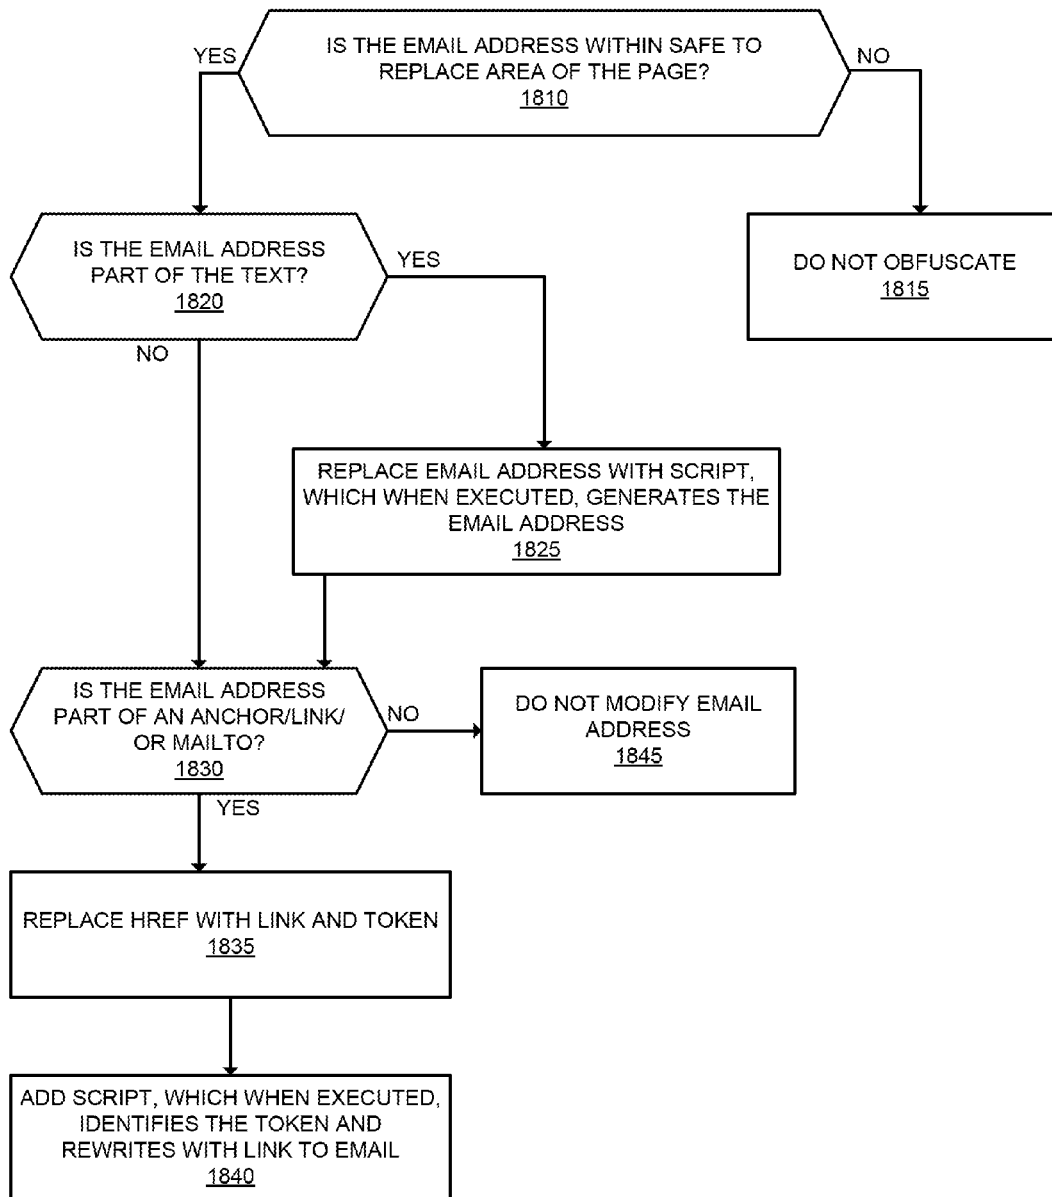 IS THE EMAIL ADDRESS WITHIN SAFE TO
REPLACE AREA OF THE PAGE?
1810
YES
NO
IS THE EMAIL ADDRESS
PART OF THE TEXT?
1820
YES
NO
DO NOT OBFUSCATE
1815
REPLACE EMAIL ADDRESS WITH SCRIPT,
WHICH WHEN EXECUTED, GENERATES THE
EMAIL ADDRESS
1825
IS THE EMAIL ADDRESS
PART OF AN ANCHOR/LINK/
OR MAILTO?
1830
NO
YES
DO NOT MODIFY EMAIL
ADDRESS
1845
REPLACE HREF WITH LINK AND TOKEN
1835
ADD SCRIPT, WHICH WHEN EXECUTED,
IDENTIFIES THE TOKEN AND
REWRITES WITH LINK TO EMAIL
1840